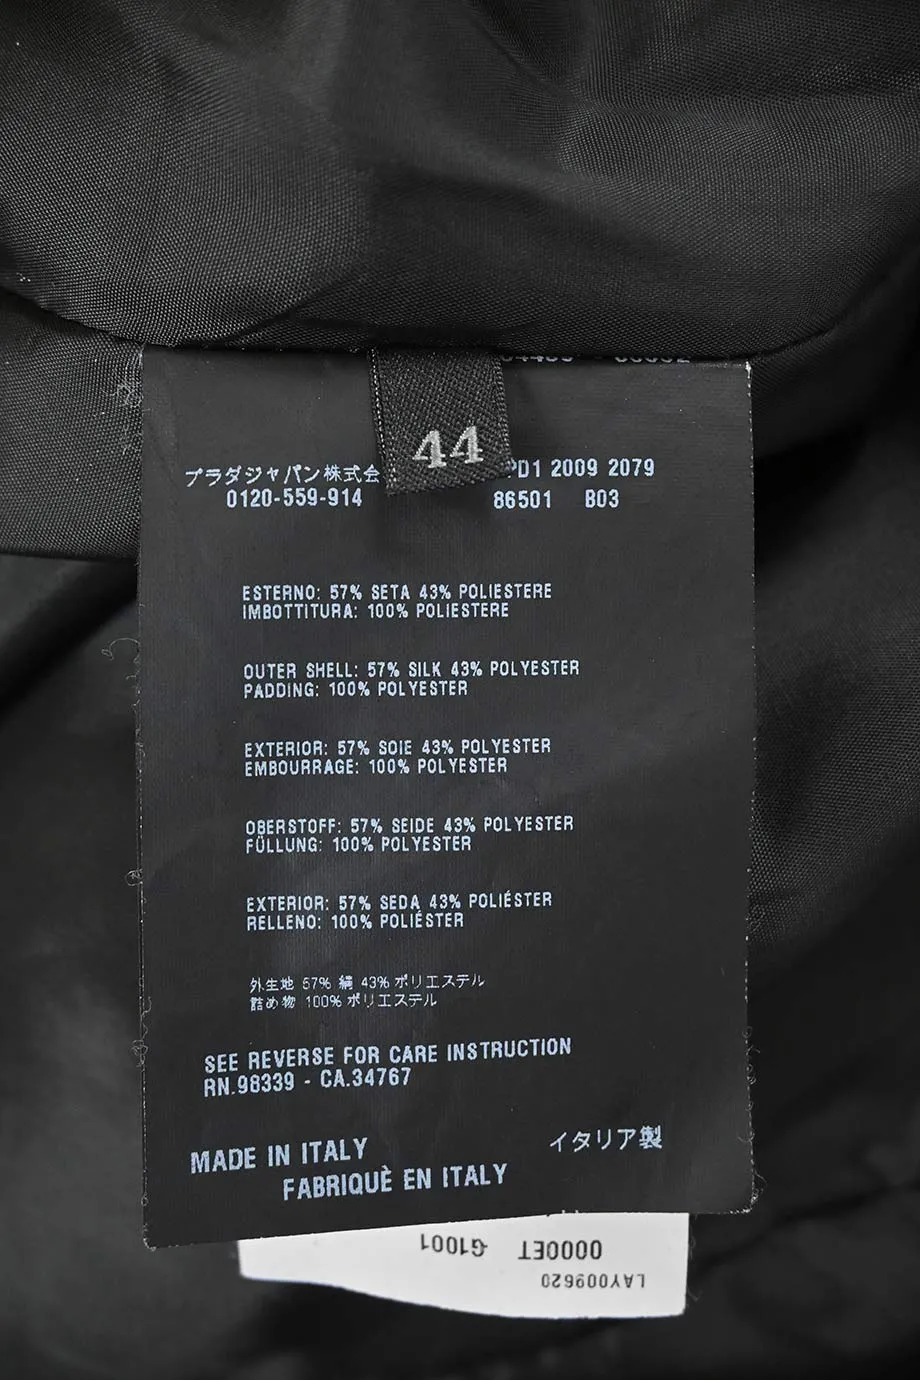 44
プラダジャパン株式会
PD1 2009 2079
0120-559-914
86501 B03
ESTERNO: 57% SETA 43% POLIESTERE
IMBOTTITURA: 100% POLIESTERE
OUTER SHELL: 57% SILK 43% POLYESTER
PADDING: 100% POLYESTER
EXTERIOR: 57% SOIE 43% POLYESTER
EMBOURRAGE: 100% POLYESTER
OBERSTOFF: 57% SEIDE 43% POLYESTER
FÜLLUNG: 100% POLYESTER
EXTERIOR: 57% SEDA 43% POLIÉSTER
RELLENO: 100% POLIÉSTER
外生地 57% 絹 43% ポリエステル
詰め物 100% ポリエステル
SEE REVERSE FOR CARE INSTRUCTION
RN.98339 - CA.34767
MADE IN ITALY
イタリア製
FABRIQUÈ EN ITALY
LAY009620
0000ET G1001